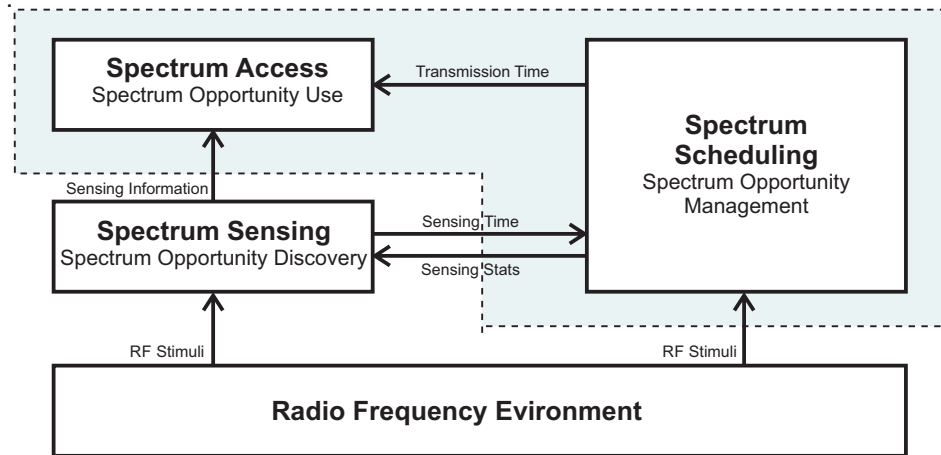 Spectrum Access
Spectrum Opportunity Use
Transmission Time
Spectrum
Scheduling
Spectrum Opportunity
Management
Sensing Information
Spectrum Sensing
Spectrum Opportunity Discovery
Sensing Time
Sensing Stats
RF Stimuli
RF Stimuli
Radio Frequency Evironment